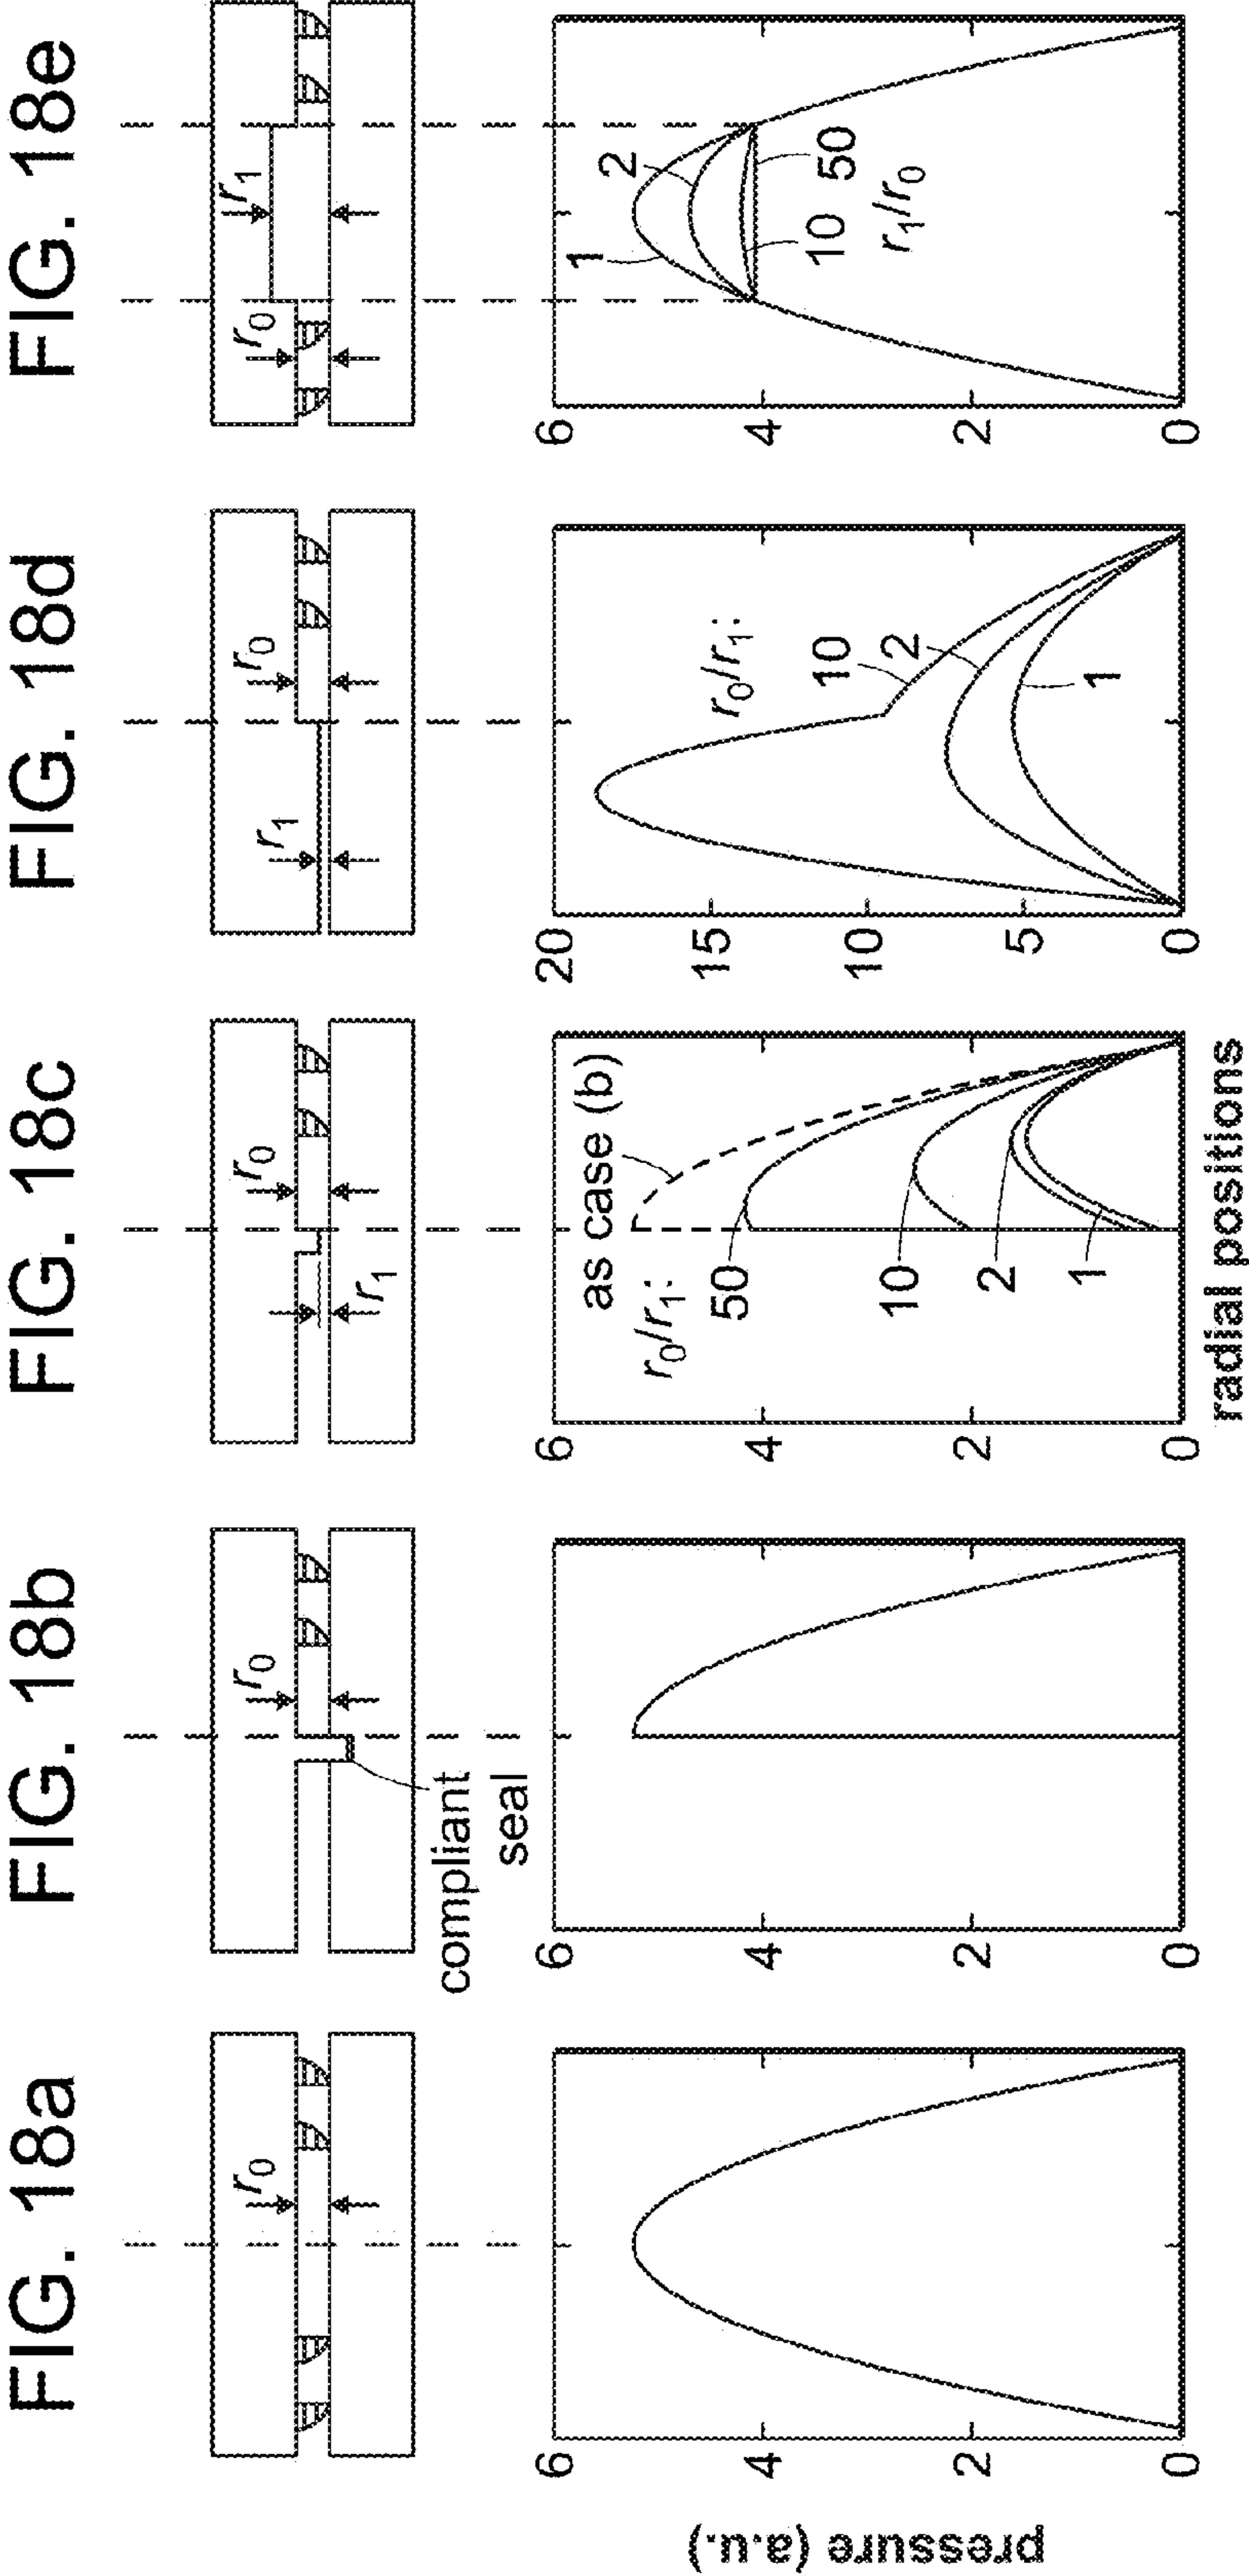 FIG. 18a
r0
pressure (a.u.)
6
4
2
0
FIG. 18b
r0
compliant
seal
6
4
2
0
FIG. 18c
r0
r1
as case (b)
r0/r1:
50
10
2
1
6
4
2
0
radial positions
FIG. 18d
r0
r1
r0/r1:
10
2
1
20
15
10
5
0
FIG. 18e
r0
r1
1
2
10
50
r1/r0
6
4
2
0